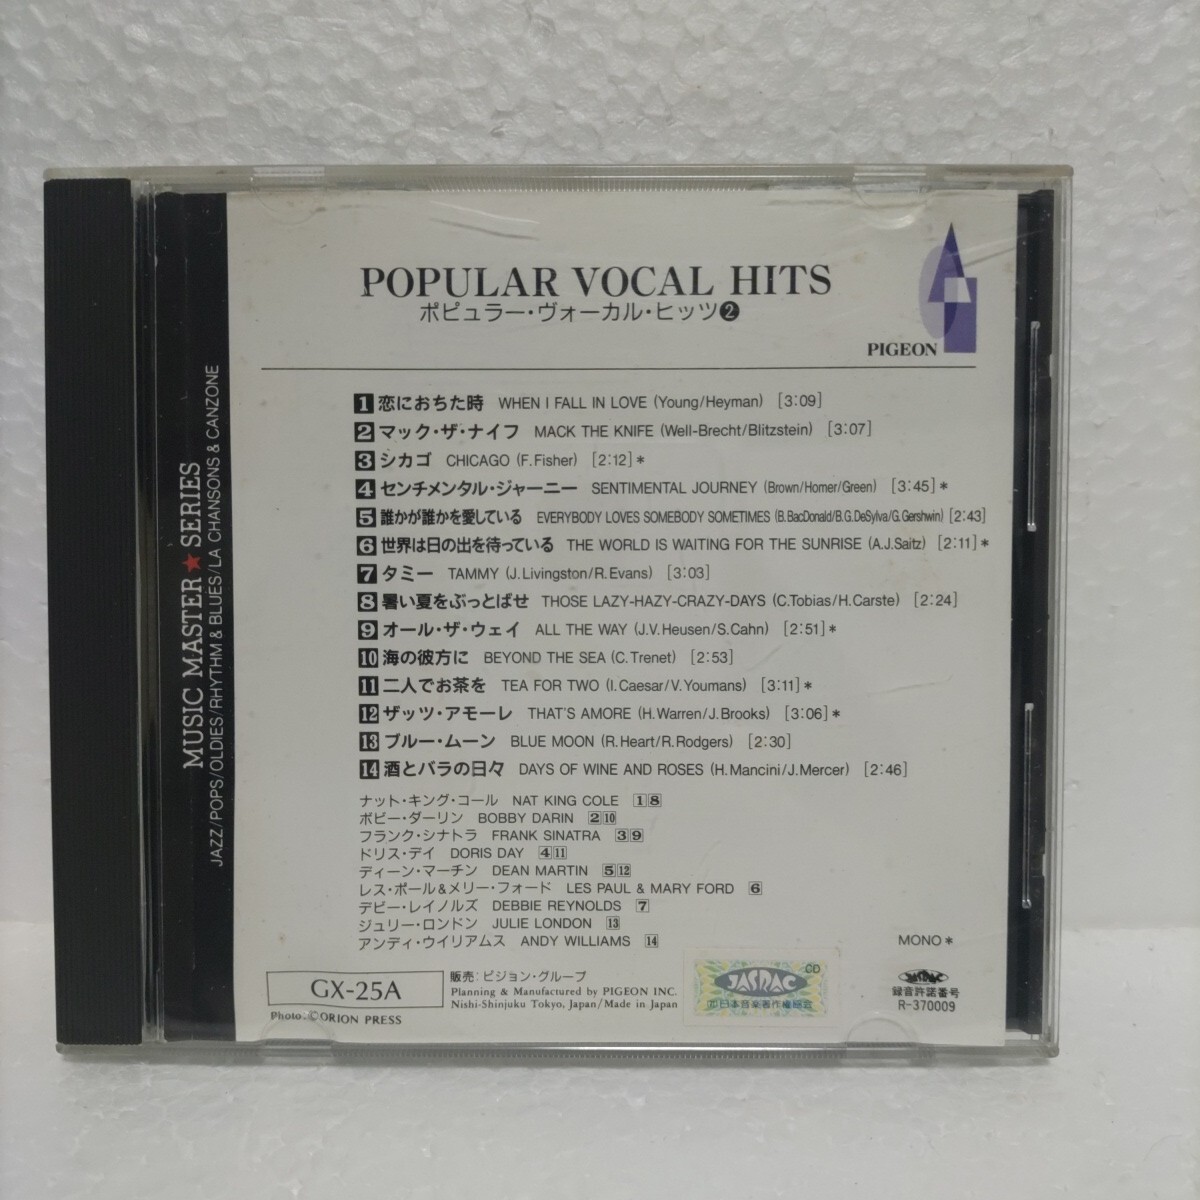 POPULAR VOCAL HITS
ポピュラー・ヴォーカル・ヒッツ❷
PIGEON
MUSIC MASTER★SERIES
JAZZ/POPS/OLDIES/RHYTHM & BLUES/LA CHANSONS & CANZONE
1 恋におちた時 WHEN I FALL IN LOVE (Young/Heyman) [3:09]
2 マック・ザ・ナイフ MACK THE KNIFE (Well-Brecht/Blitzstein) [3:07]
3 シカゴ CHICAGO (F.Fisher) [2:12]*
4 センチメンタル・ジャーニー SENTIMENTAL JOURNEY (Brown/Homer/Green) [3:45]*
5 誰かが誰かを愛している EVERYBODY LOVES SOMEBODY SOMETIMES (B.BacDonald/B.G.DeSylva/G.Gershwin) [2:43]
6 世界は日の出を待っている THE WORLD IS WAITING FOR THE SUNRISE (A.J.Saitz) [2:11]*
7 タミー TAMMY (J.Livingston/R.Evans) [3:03]
8 暑い夏をぶっとばせ THOSE LAZY-HAZY-CRAZY-DAYS (C.Tobias/H.Carste) [2:24]
9 オール・ザ・ウェイ ALL THE WAY (J.V.Heusen/S.Cahn) [2:51]*
10 海の彼方に BEYOND THE SEA (C.Trenet) [2:53]
11 二人でお茶を TEA FOR TWO (I.Caesar/V.Youmans) [3:11]*
12 ザッツ・アモーレ THAT'S AMORE (H.Warren/J.Brooks) [3:06]*
13 ブルー・ムーン BLUE MOON (R.Heart/R.Rodgers) [2:30]
14 酒とバラの日々 DAYS OF WINE AND ROSES (H.Mancini/J.Mercer) [2:46]
ナット・キング・コール NAT KING COLE 1 8
ボビー・ダーリン BOBBY DARIN 2 10
フランク・シナトラ FRANK SINATRA 3 9
ドリス・デイ DORIS DAY 4 11
ディーン・マーチン DEAN MARTIN 5 12
レス・ポール&メリー・フォード LES PAUL & MARY FORD 6
デビー・レイノルズ DEBBIE REYNOLDS 7
ジュリー・ロンドン JULIE LONDON 13
アンディ・ウイリアムス ANDY WILLIAMS 14
MONO*
GX-25A
販売：ピジョン・グループ
Planning & Manufactured by PIGEON INC.
Nishi-Shinjuku Tokyo, Japan/Made in Japan
Photo: ©ORION PRESS
JASRAC
CD
日本音楽著作権協会
JASRAC
録音許諾番号
R-370009